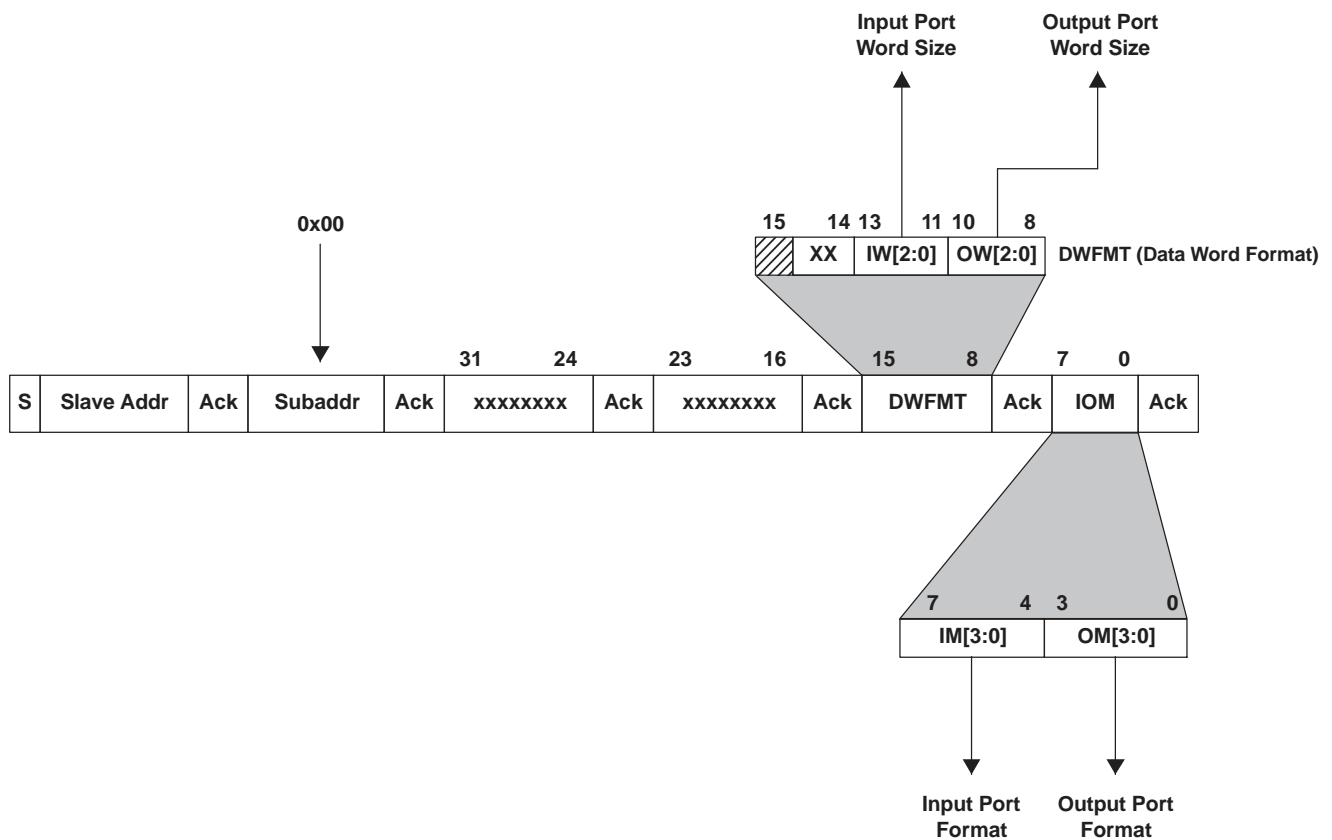 Input Port
Word Size
Output Port
Word Size
15 14 13 11 10 8
XX IW[2:0] OW[2:0] DWFMT (Data Word Format)
0x00
31 24 23 16 15 8 7 0
S Slave Addr Ack Subaddr Ack xxxxxxxx Ack xxxxxxxx Ack DWFMT Ack IOM Ack
7 4 3 0
IM[3:0] OM[3:0]
Input Port
Format
Output Port
Format